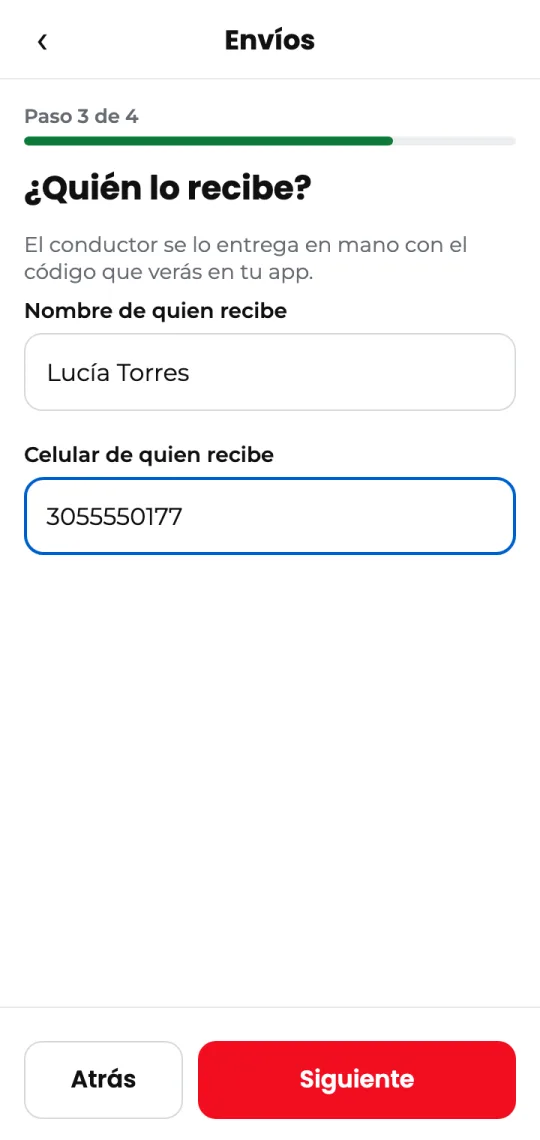 ‹
Envíos
Paso 3 de 4
¿Quién lo recibe?
El conductor se lo entrega en mano con el
código que verás en tu app.
Nombre de quien recibe
Lucía Torres
Celular de quien recibe
3055550177
Atrás
Siguiente